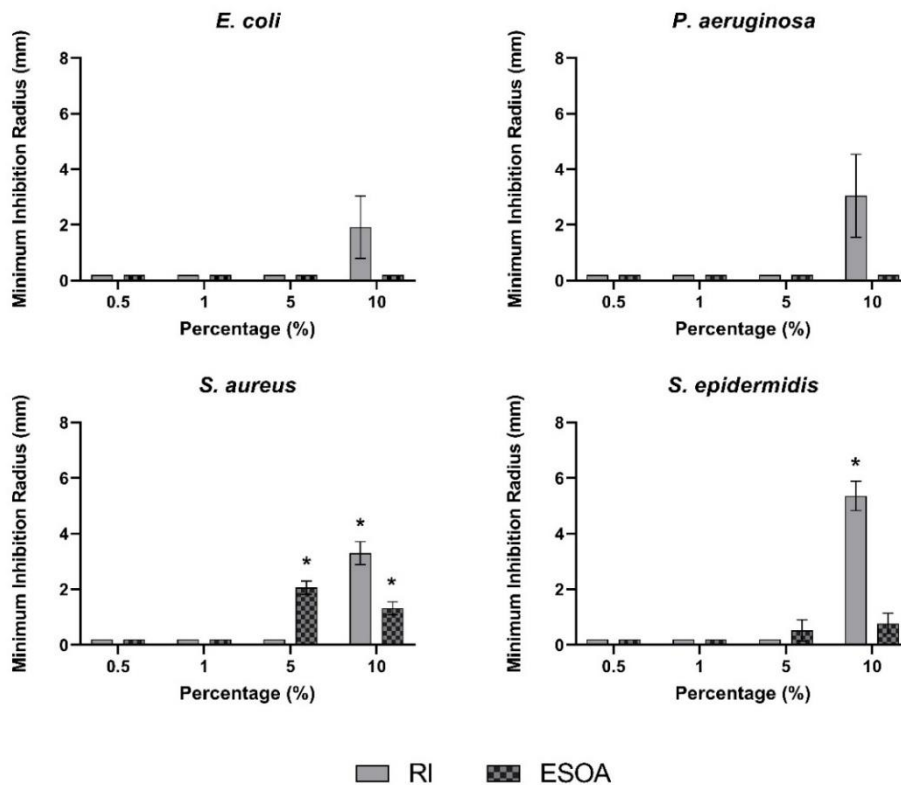 E. coli
Minimum Inhibition Radius (mm)
8
6
4
2
0
0.5 1 5 10
Percentage (%)
P. aeruginosa
Minimum Inhibition Radius (mm)
8
6
4
2
0
0.5 1 5 10
Percentage (%)
S. aureus
Minimum Inhibition Radius (mm)
8
6
4
2
0
* * *
0.5 1 5 10
Percentage (%)
S. epidermidis
Minimum Inhibition Radius (mm)
8
6
4
2
0
*
0.5 1 5 10
Percentage (%)
RI ESOA